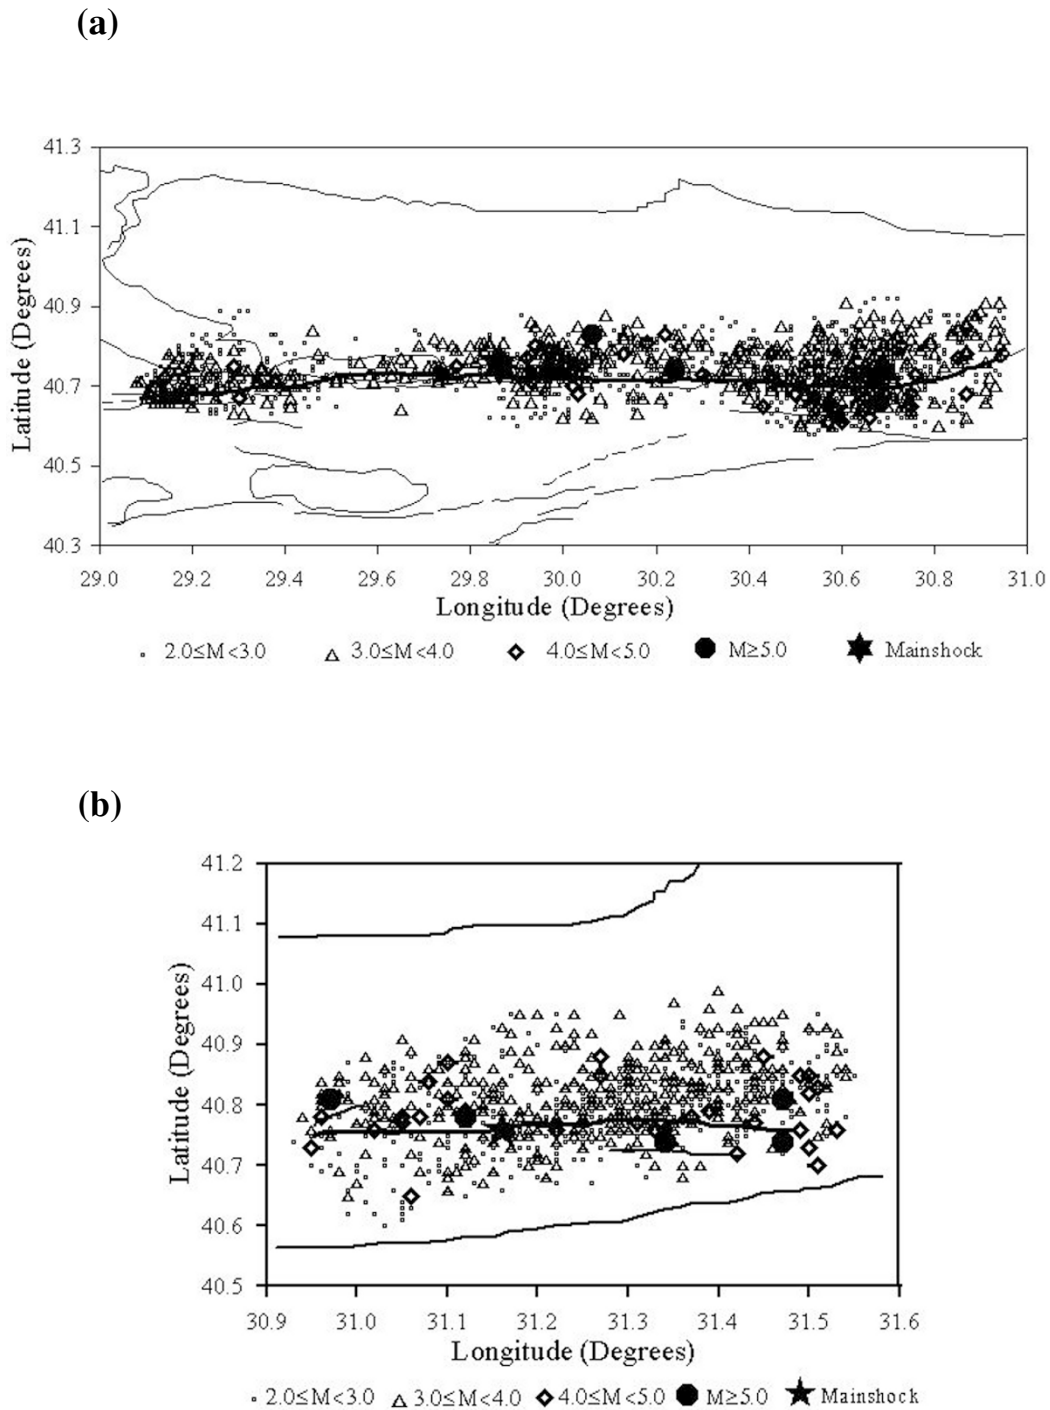 (a)
41.3
41.1
40.9
40.7
40.5
40.3
Latitude (Degrees)
29.0 29.2 29.4 29.6 29.8 30.0 30.2 30.4 30.6 30.8 31.0
Longitude (Degrees)
2.0≤M<3.0 3.0≤M<4.0 4.0≤M<5.0 M≥5.0 Mainshock
(b)
41.2
41.1
41.0
40.9
40.8
40.7
40.6
40.5
Latitude (Degrees)
30.9 31.0 31.1 31.2 31.3 31.4 31.5 31.6
Longitude (Degrees)
2.0≤M<3.0 3.0≤M<4.0 4.0≤M<5.0 M≥5.0 Mainshock